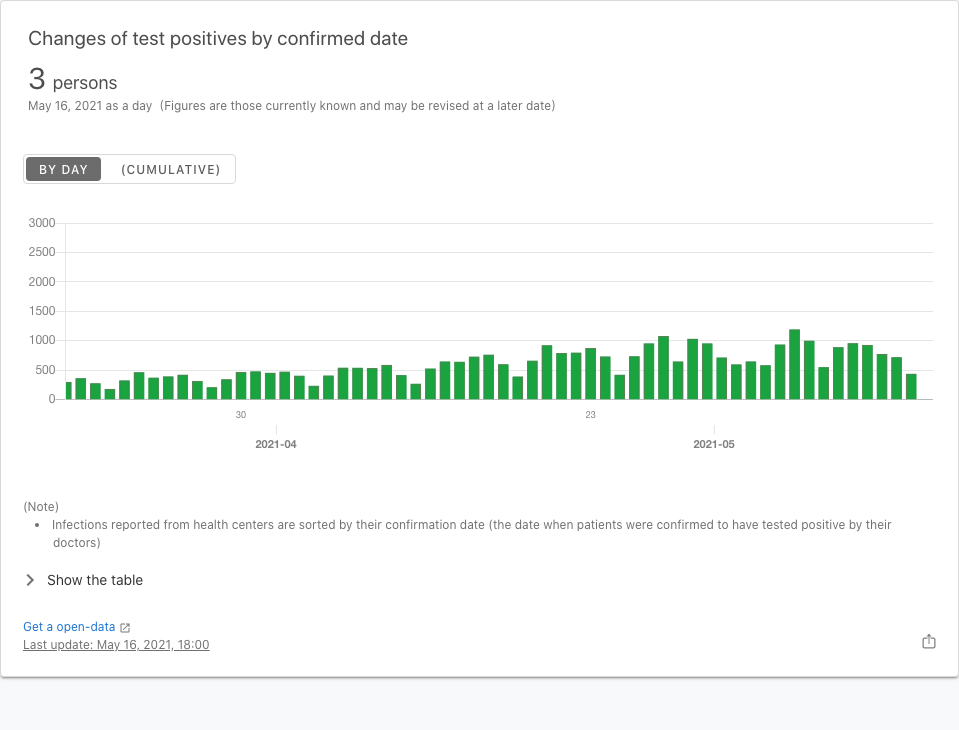 Changes of test positives by confirmed date
3 persons
May 16, 2021 as a day (Figures are those currently known and may be revised at a later date)
BY DAY (CUMULATIVE)
3000
2500
2000
1500
1000
500
0
30 23
2021-04 2021-05
(Note)
• Infections reported from health centers are sorted by their confirmation date (the date when patients were confirmed to have tested positive by their
doctors)
Show the table
Get a open-data
Last update: May 16, 2021, 18:00